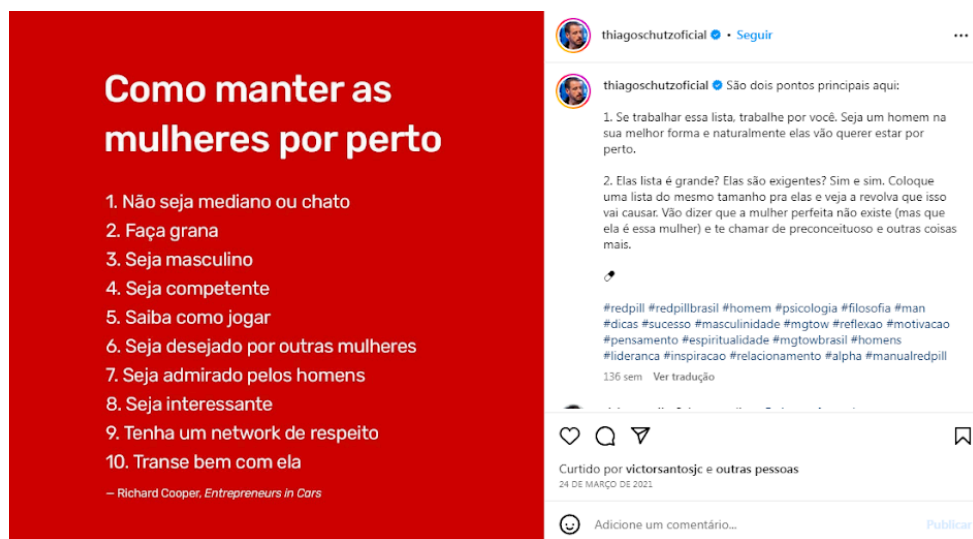 Como manter as
mulheres por perto
1. Não seja mediano ou chato
2. Faça grana
3. Seja masculino
4. Seja competente
5. Saiba como jogar
6. Seja desejado por outras mulheres
7. Seja admirado pelos homens
8. Seja interessante
9. Tenha um network de respeito
10. Transe bem com ela
— Richard Cooper, Entrepreneurs in Cars
thiagoschutzoficial • Seguir
thiagoschutzoficial São dois pontos principais aqui:
1. Se trabalhar essa lista, trabalhe por você. Seja um homem na
sua melhor forma e naturalmente elas vão querer estar por
perto.
2. Elas lista é grande? Elas são exigentes? Sim e sim. Coloque
uma lista do mesmo tamanho pra elas e veja a revolva que isso
vai causar. Vão dizer que a mulher perfeita não existe (mas que
ela é essa mulher) e te chamar de preconceituoso e outras coisas
mais.
#redpill #redpillbrasil #homem #psicologia #filosofia #man
#dicas #sucesso #masculinidade #mgtow #reflexao #motivacao
#pensamento #espiritualidade #mgtowbrasil #homens
#lideranca #inspiracao #relacionamento #alpha #manualredpill
136 sem Ver tradução
Curtido por victorsantosjc e outras pessoas
24 DE MARÇO DE 2021
Adicione um comentário... Publicar